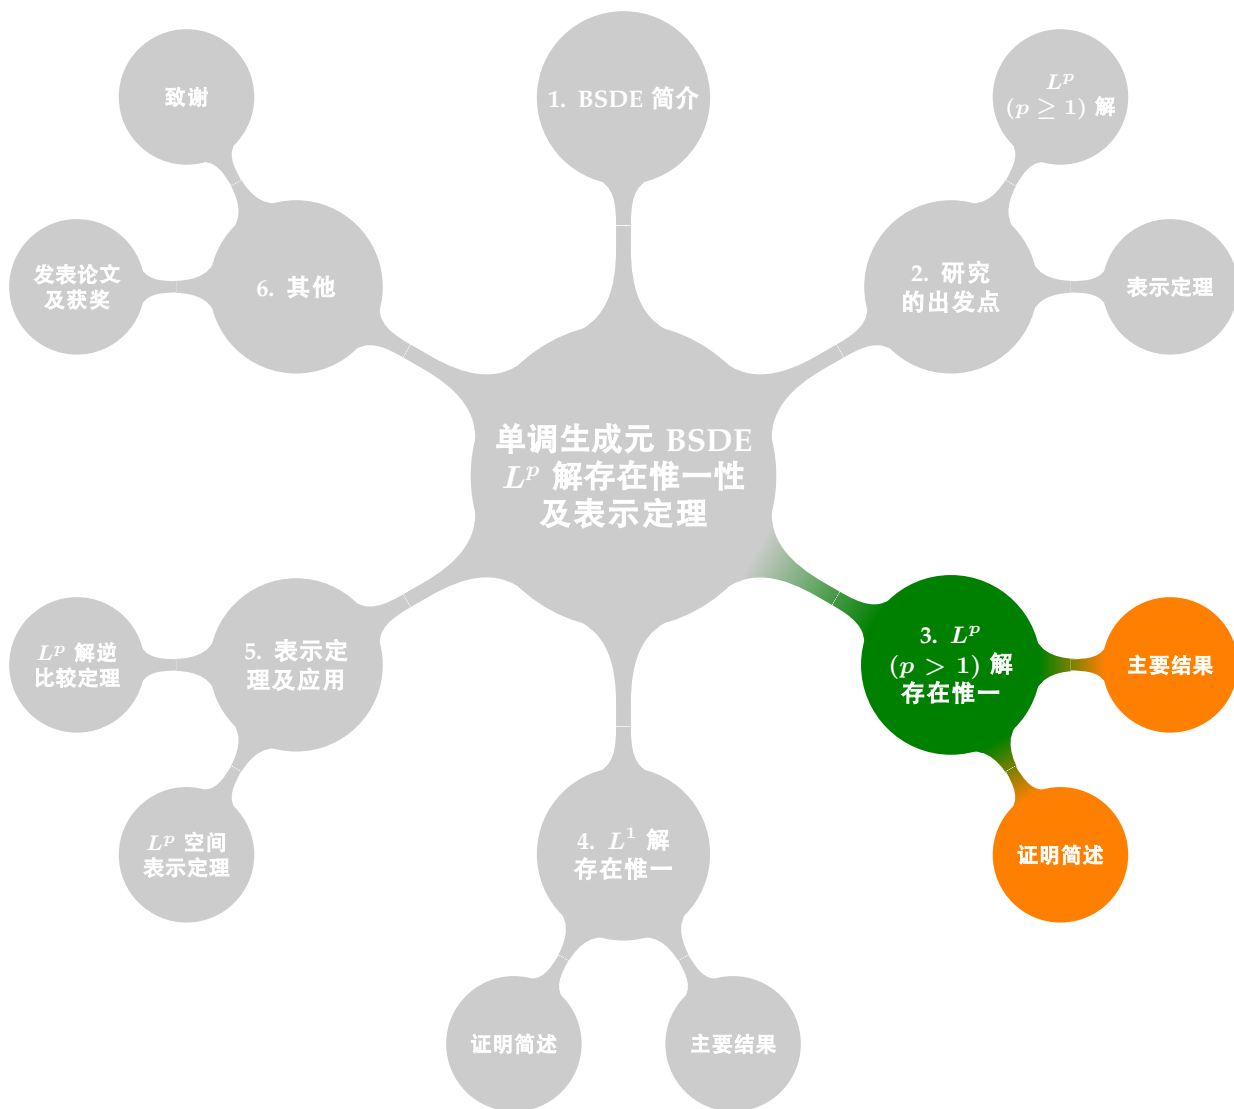 单调生成元 BSDE
L^p 解存在惟一性
及表示定理
1. BSDE 简介
2. 研究
的出发点
L^p
(p ≥ 1) 解
表示定理
3. L^p
(p > 1) 解
存在惟一
主要结果
证明简述
4. L^1 解
存在惟一
主要结果
证明简述
5. 表示定
理及应用
L^p 空间
表示定理
L^p 解逆
比较定理
6. 其他
发表论文
及获奖
致谢